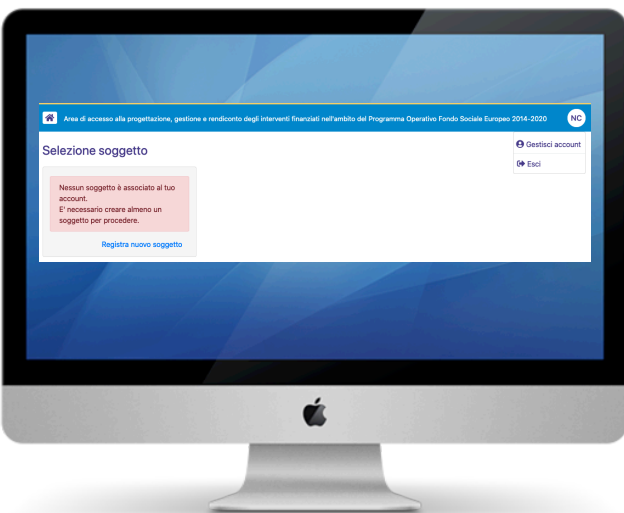 Area di accesso alla progettazione, gestione e rendiconto degli interventi finanziati nell'ambito del Programma Operativo Fondo Sociale Europeo 2014-2020
NC
Selezione soggetto
Gestisci account
Esci
Nessun soggetto è associato al tuo
account.
E' necessario creare almeno un
soggetto per procedere.
Registra nuovo soggetto